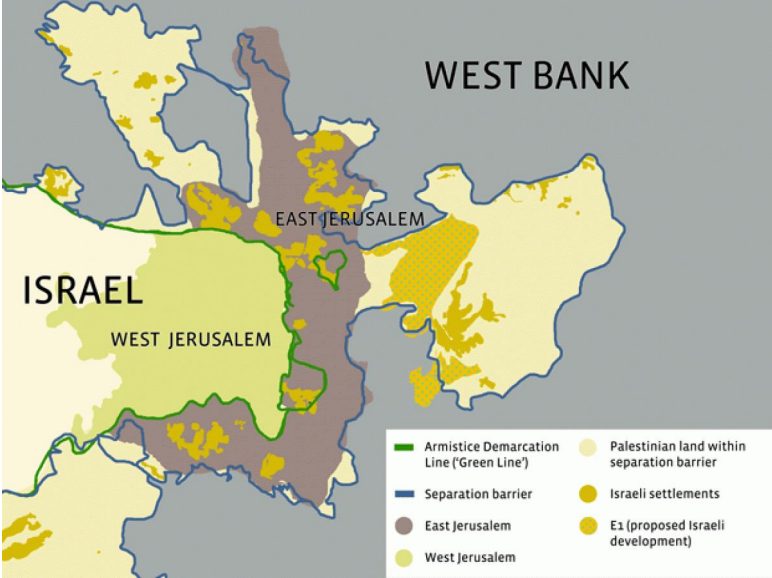 WEST BANK
EAST JERUSALEM
ISRAEL
WEST JERUSALEM
Armistice Demarcation
Line (‘Green Line’)
Separation barrier
East Jerusalem
West Jerusalem
Palestinian land within
separation barrier
Israeli settlements
E1 (proposed Israeli
development)